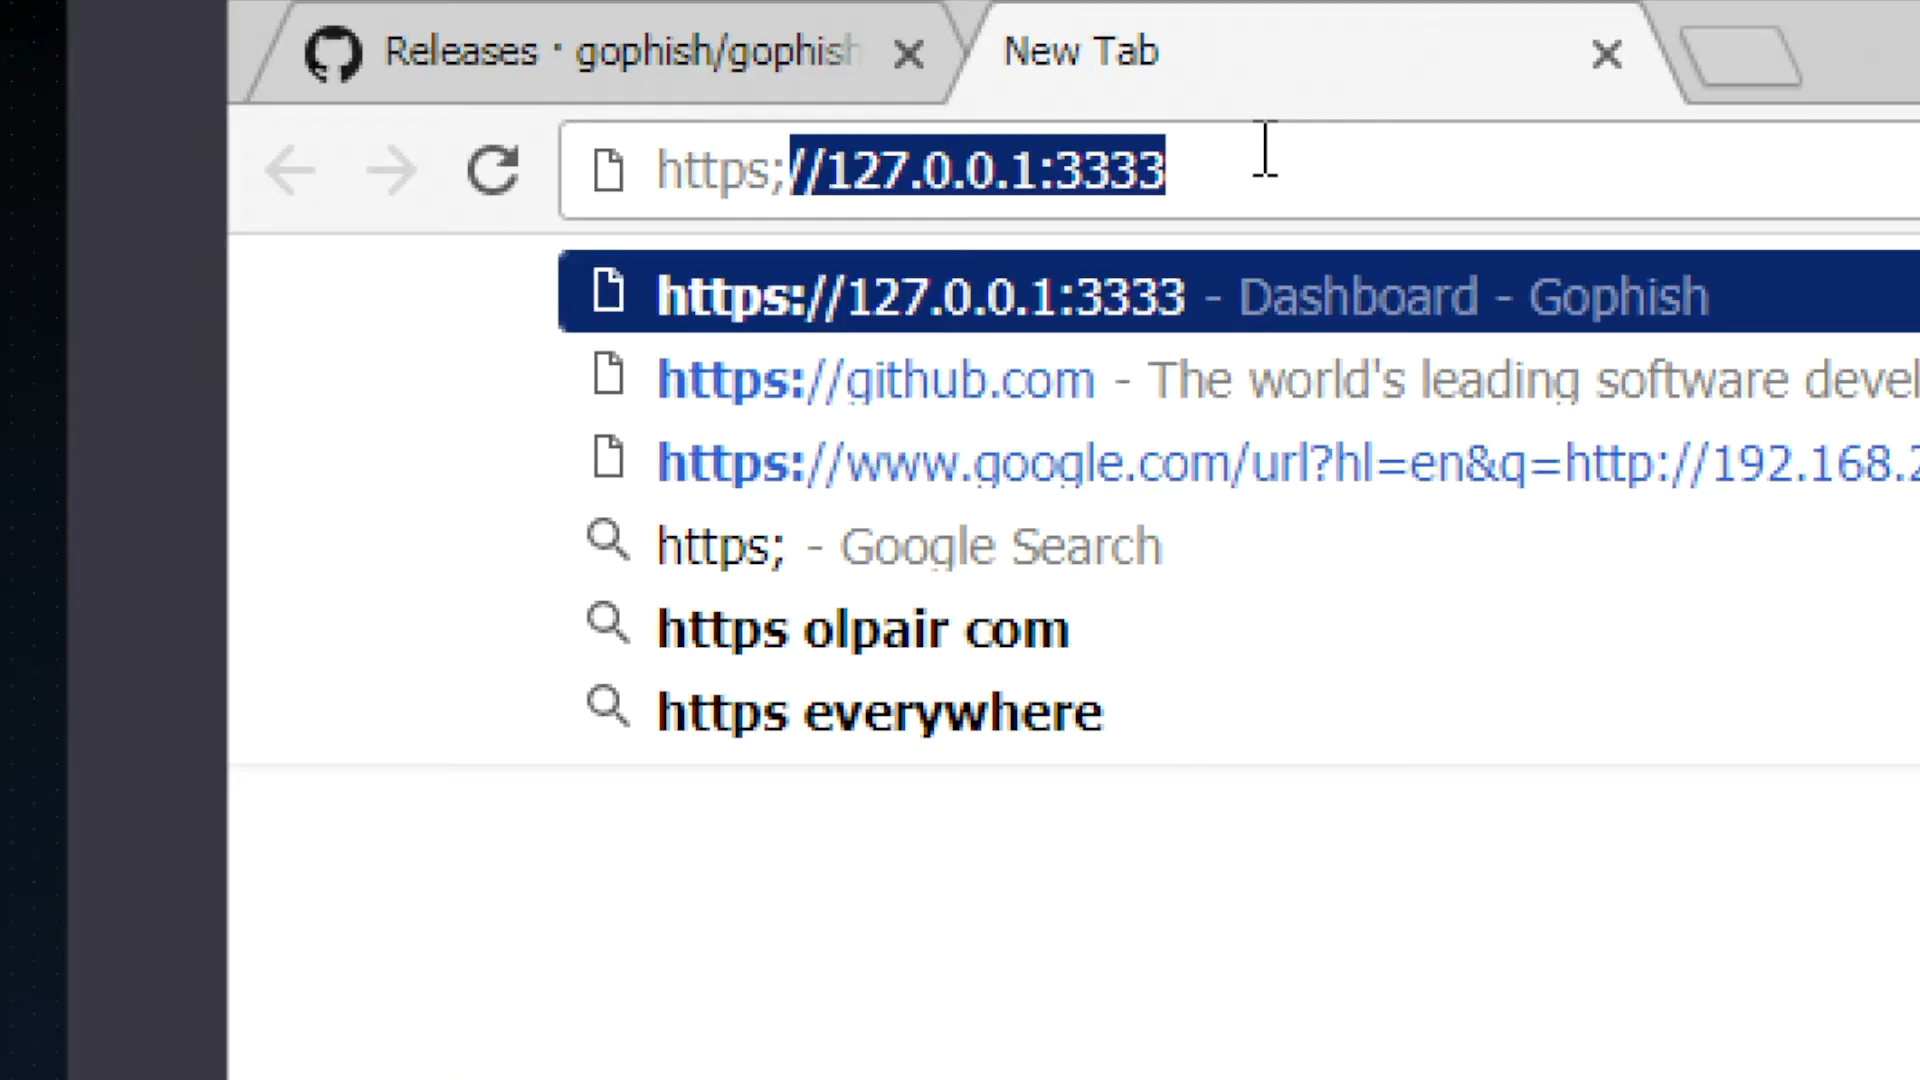 Releases · gophish/gophish
New Tab
https;//127.0.0.1:3333
https://127.0.0.1:3333 - Dashboard - Gophish
https://github.com - The world's leading software devel
https://www.google.com/url?hl=en&q=http://192.168.2
https; - Google Search
https olpair com
https everywhere